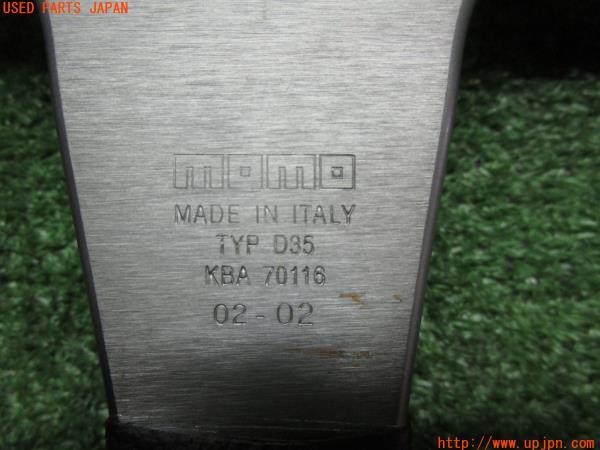 USED PARTS JAPAN
momo
MADE IN ITALY
TYP D35
KBA 70116
02-02
http://www.upjpn.com/